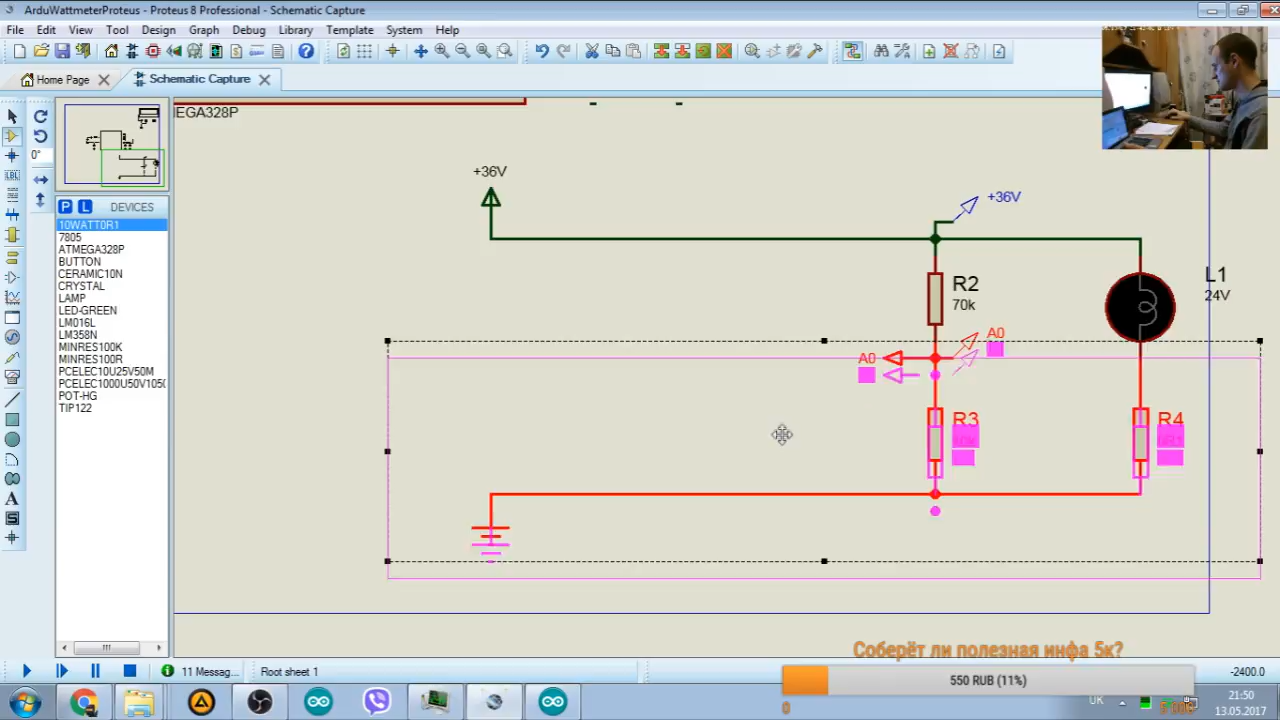 ArduWattmeterProteus - Proteus 8 Professional - Schematic Capture
File Edit View Tool Design Graph Debug Library Template System Help
Home Page
Schematic Capture
0°
P L DEVICES
10WATT0R1
7805
ATMEGA328P
BUTTON
CERAMIC10N
CRYSTAL
LAMP
LED-GREEN
LM016L
LM358N
MINRES100K
MINRES100R
PCELEC10U25V50M
PCELEC1000U50V105
POT-HG
TIP122
MEGA328P
+36V
+36V
R2
70k
L1
24V
A0
A0
R3
R4
11 Messag...
Root sheet 1
-2400.0
Соберёт ли полезная инфа 5к?
550 RUB (11%)
0
UK
21:50
13.05.2017